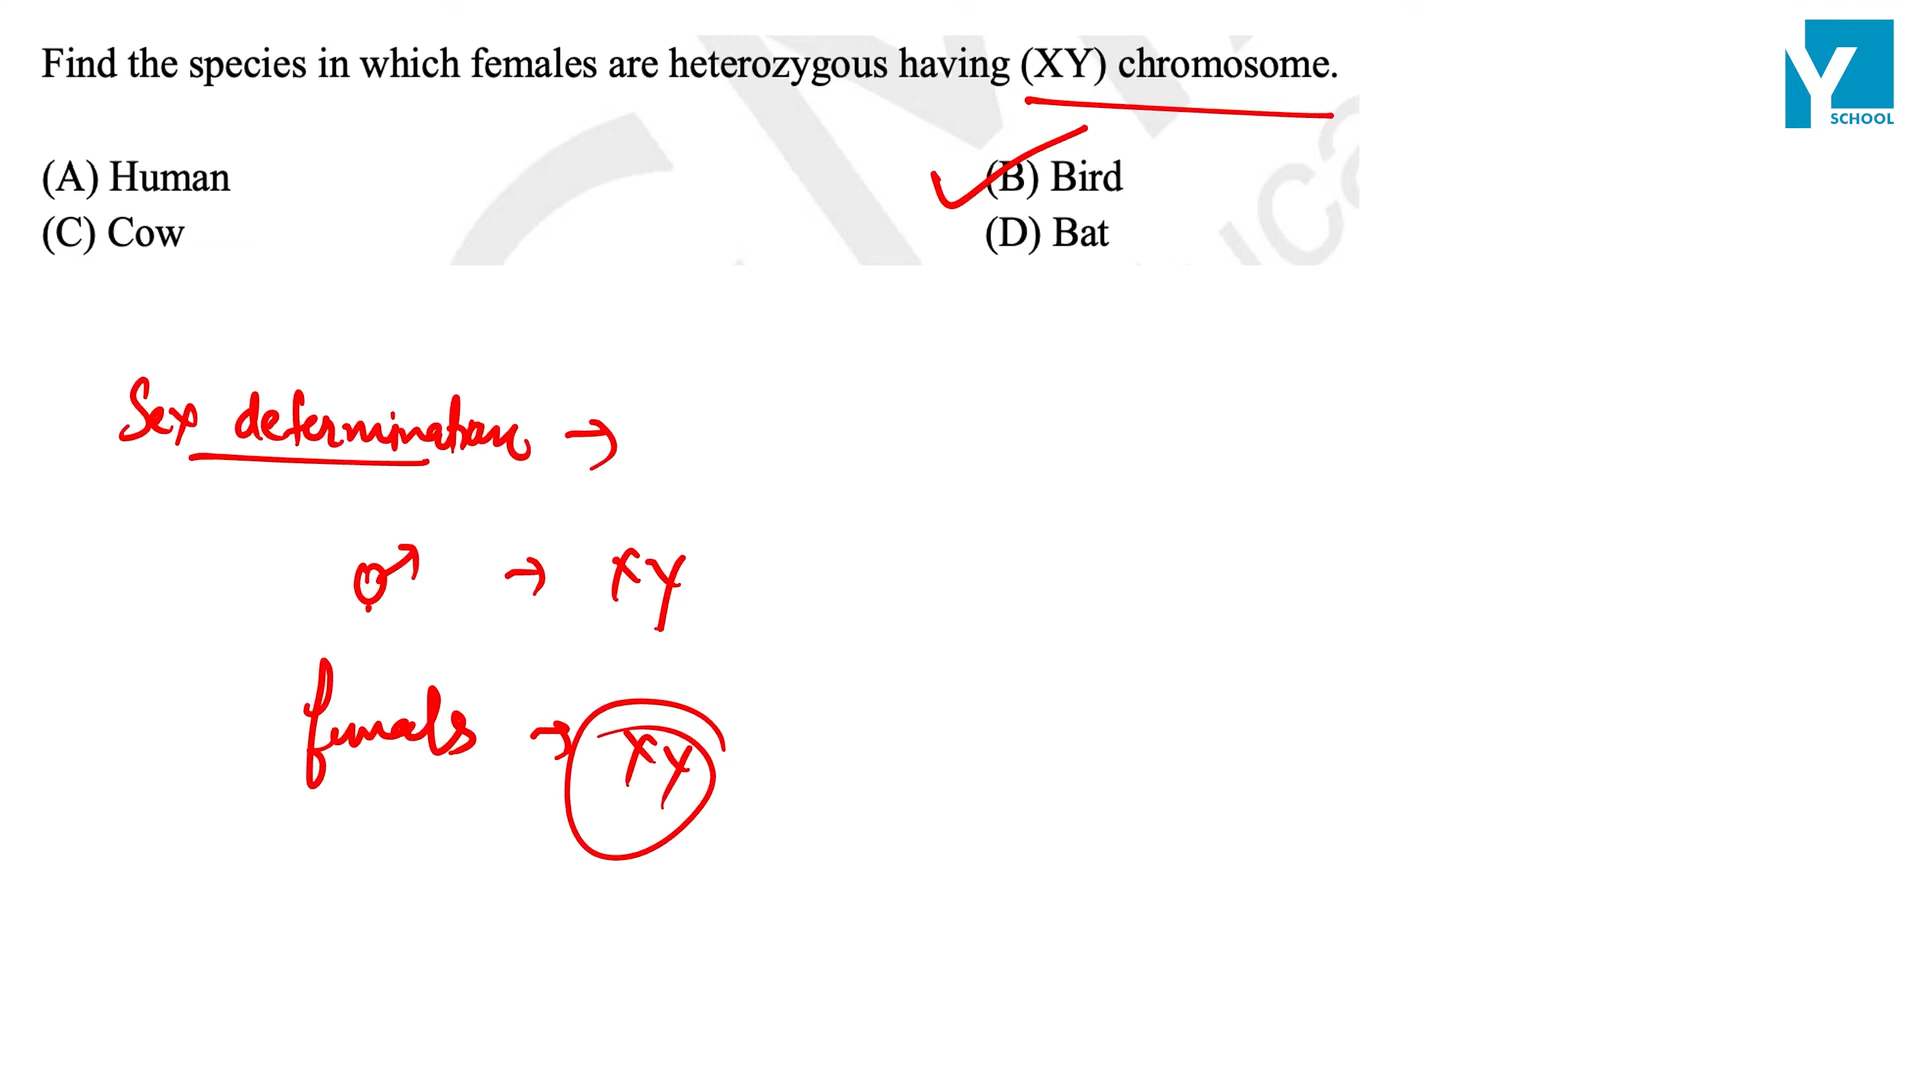 Find the species in which females are heterozygous having (XY) chromosome.
Y
SCHOOL
(A) Human
(B) Bird
(C) Cow
(D) Bat
Sex determination →
♂ → XY
females → XY